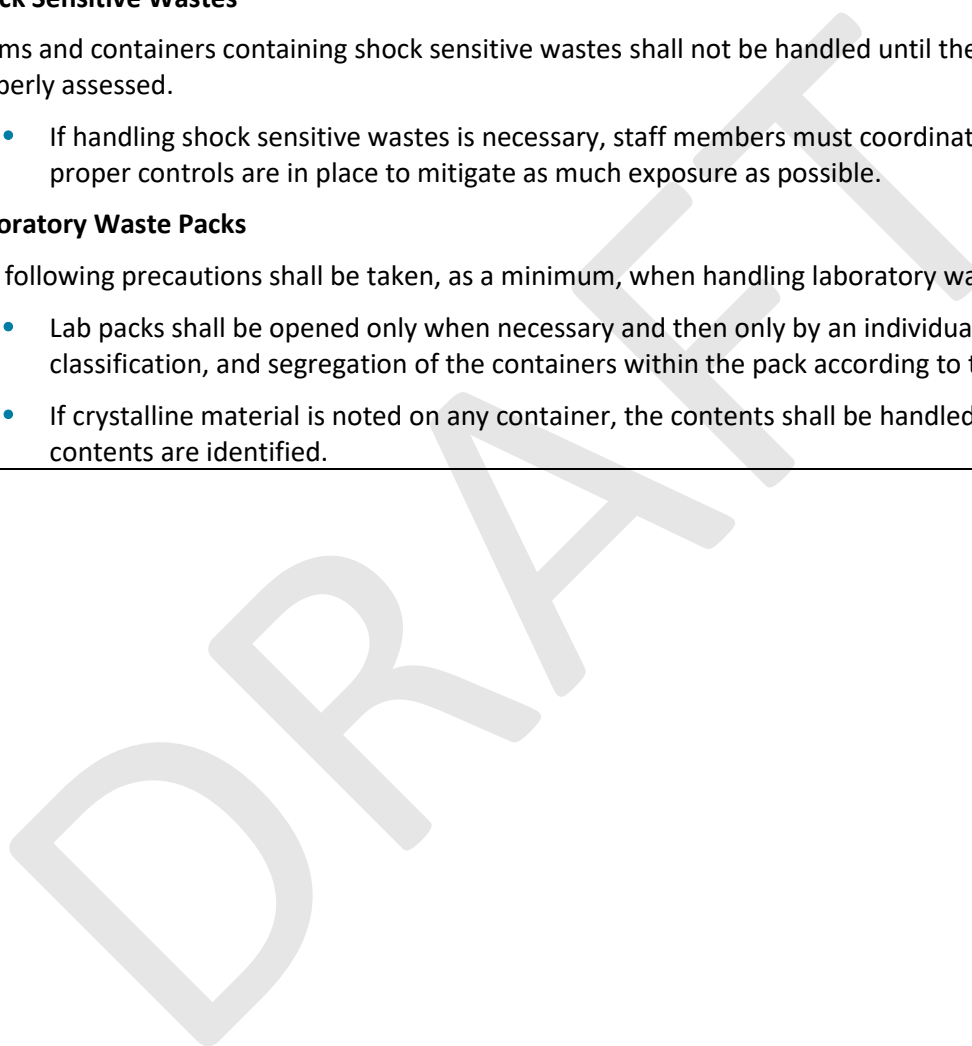 ck Sensitive Wastes
ms and containers containing shock sensitive wastes shall not be handled until the
perly assessed.
• If handling shock sensitive wastes is necessary, staff members must coordinat
proper controls are in place to mitigate as much exposure as possible.
oratory Waste Packs
following precautions shall be taken, as a minimum, when handling laboratory wa
• Lab packs shall be opened only when necessary and then only by an individua
classification, and segregation of the containers within the pack according to t
• If crystalline material is noted on any container, the contents shall be handled
contents are identified.
DRAFT